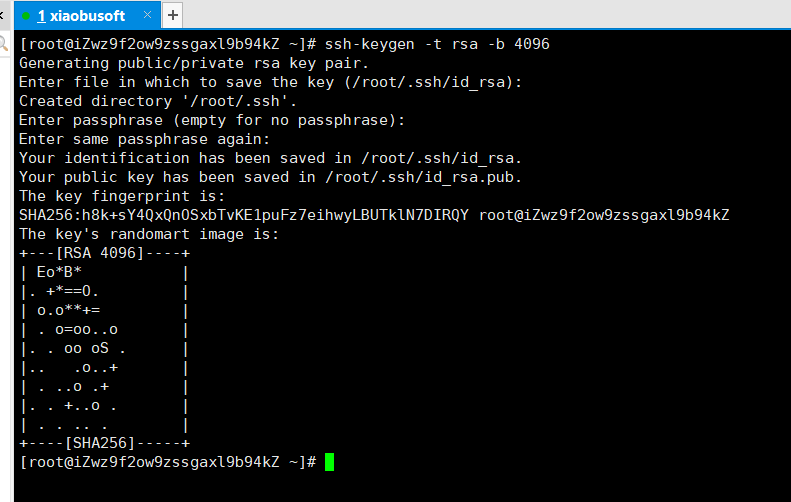 1 xiaobusoft × +
[root@iZwz9f2ow9zssgaxl9b94kZ ~]# ssh-keygen -t rsa -b 4096
Generating public/private rsa key pair.
Enter file in which to save the key (/root/.ssh/id_rsa):
Created directory '/root/.ssh'.
Enter passphrase (empty for no passphrase):
Enter same passphrase again:
Your identification has been saved in /root/.ssh/id_rsa.
Your public key has been saved in /root/.ssh/id_rsa.pub.
The key fingerprint is:
SHA256:h8k+sY4QxQnOSxbTvKE1puFz7eihwyLBUTklN7DIRQY root@iZwz9f2ow9zssgaxl9b94kZ
The key's randomart image is:
+---[RSA 4096]----+
| Eo*B*           |
|. +*==O.         |
| o.o**+=         |
| . o=oo..o       |
|. . oo oS .      |
|..   .o..+       |
| . ..o .+        |
|. . +..o .       |
| . . .. .        |
+----[SHA256]-----+
[root@iZwz9f2ow9zssgaxl9b94kZ ~]#